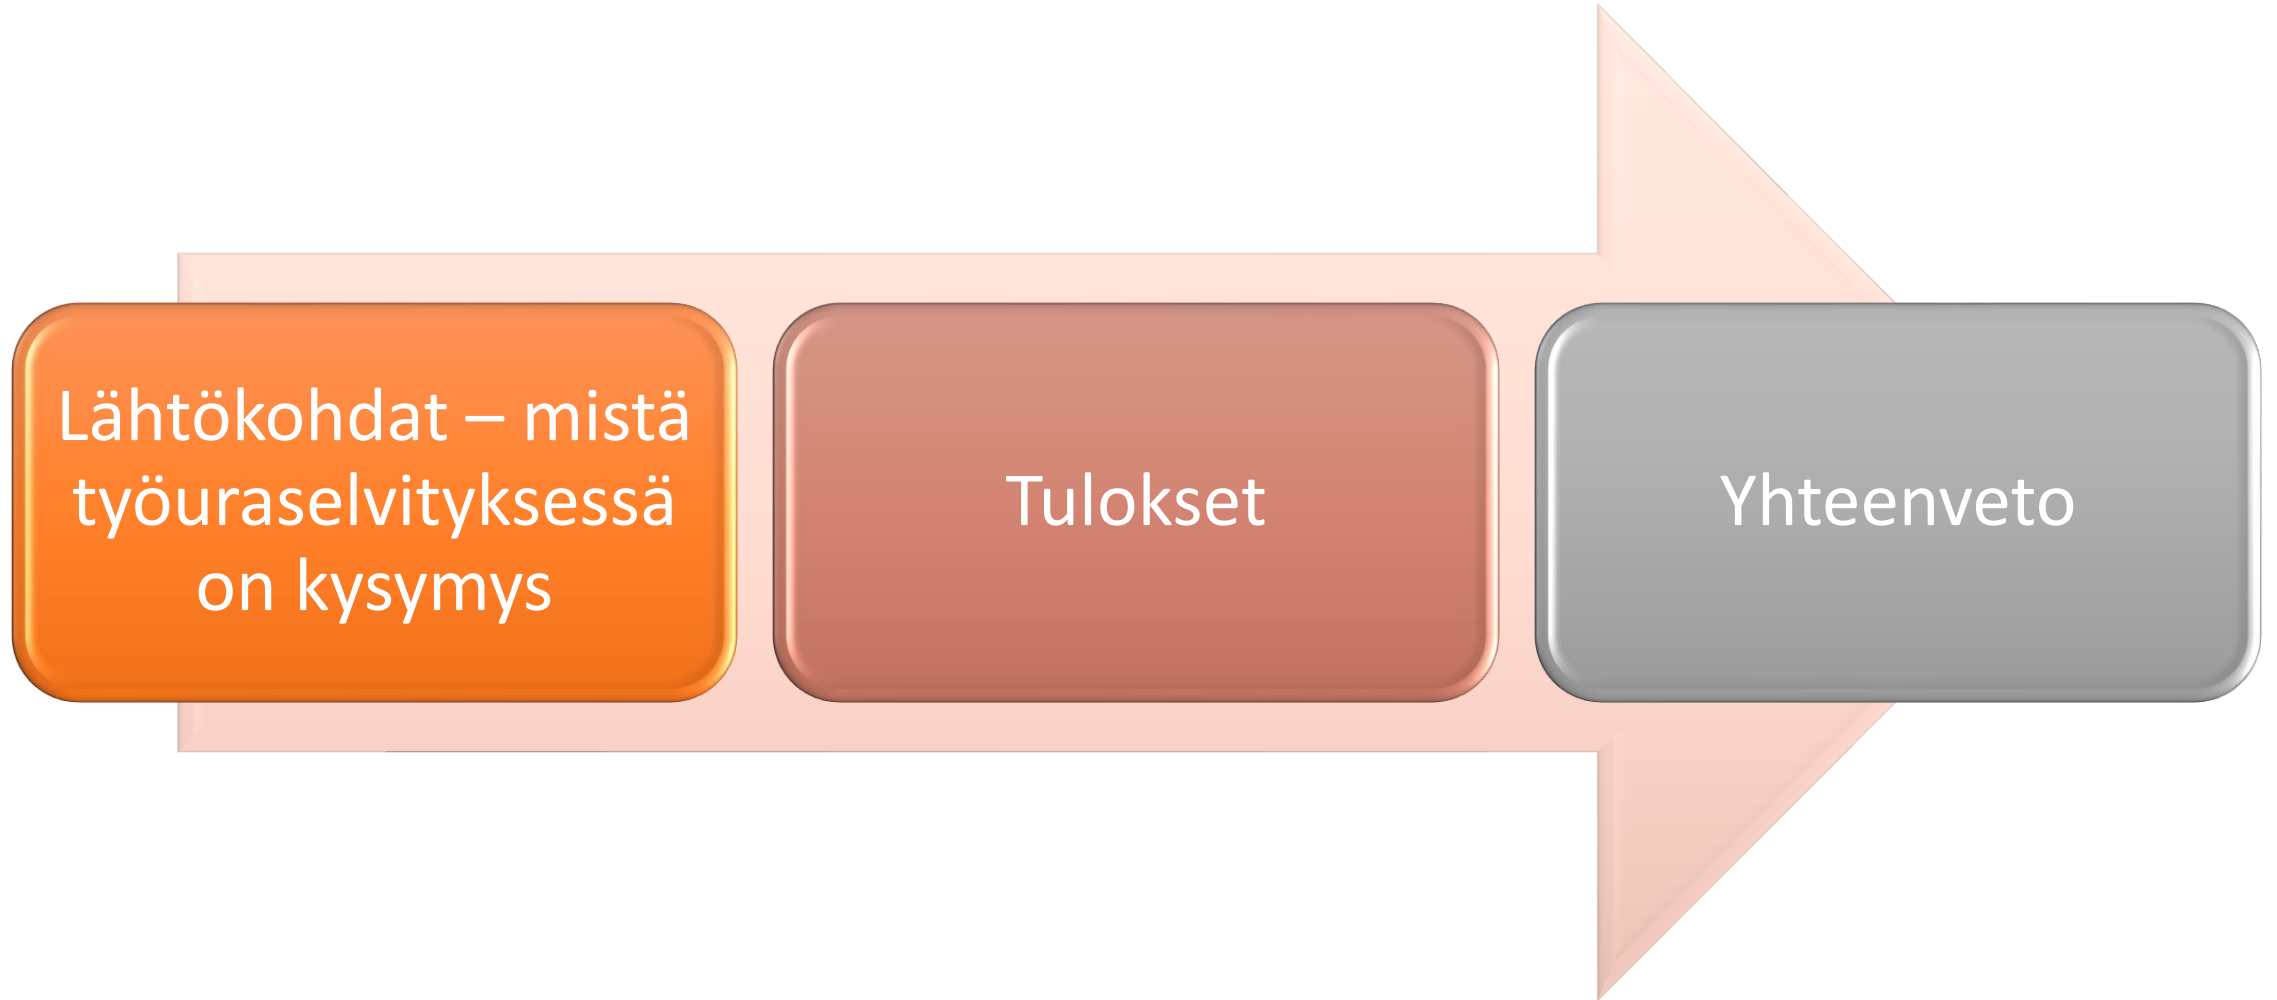 Lähtökohdat – mistä
työuraselvityksessä
on kysymys
Tulokset
Yhteenveto